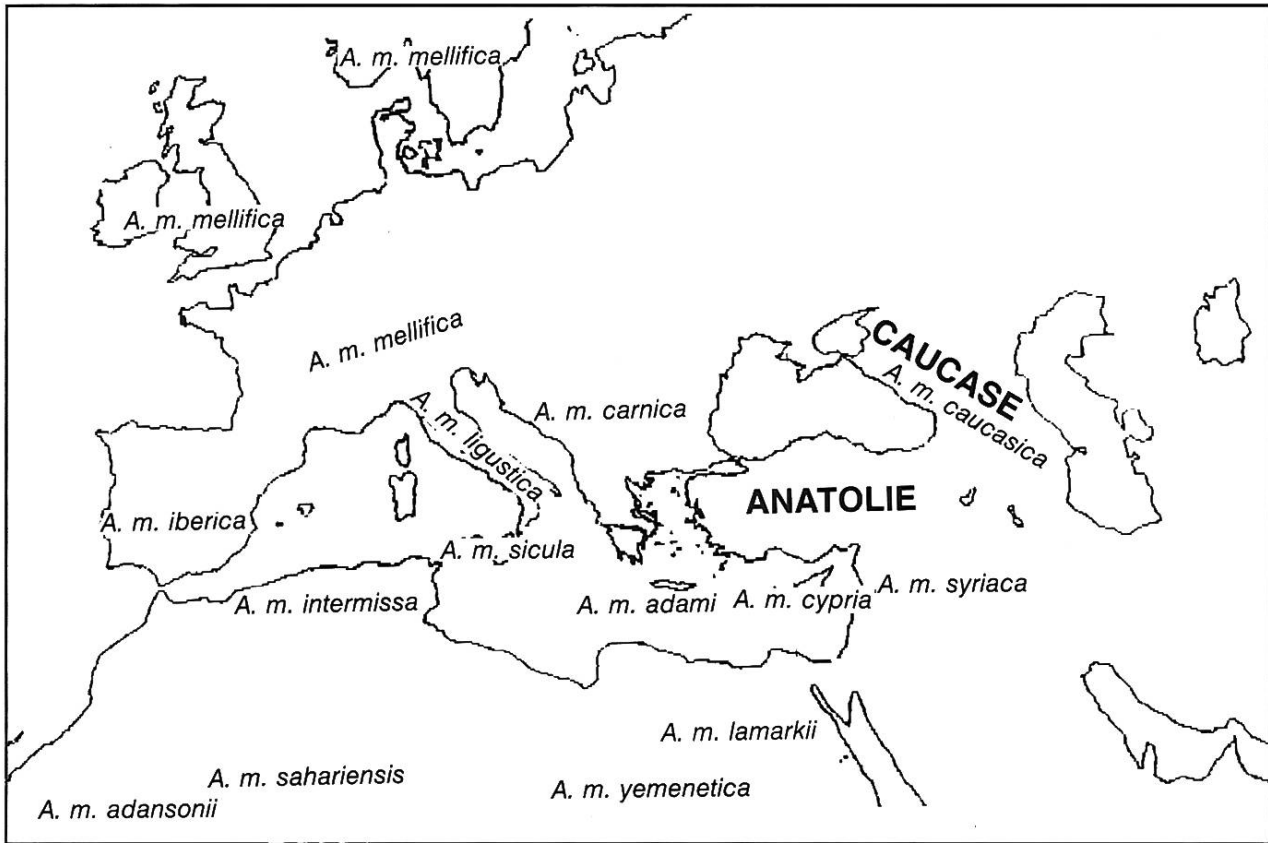 A. m. mellifica
A. m. mellifica
A. m. mellifica
CAUCASE
A. m. caucasica
A. m. ligustica
A. m. carnica
ANATOLIE
A. m. iberica
A. m. sicula
A. m. syriaca
A. m. intermissa
A. m. adami
A. m. cypria
A. m. lamarkii
A. m. sahariensis
A. m. yemenetica
A. m. adansonii